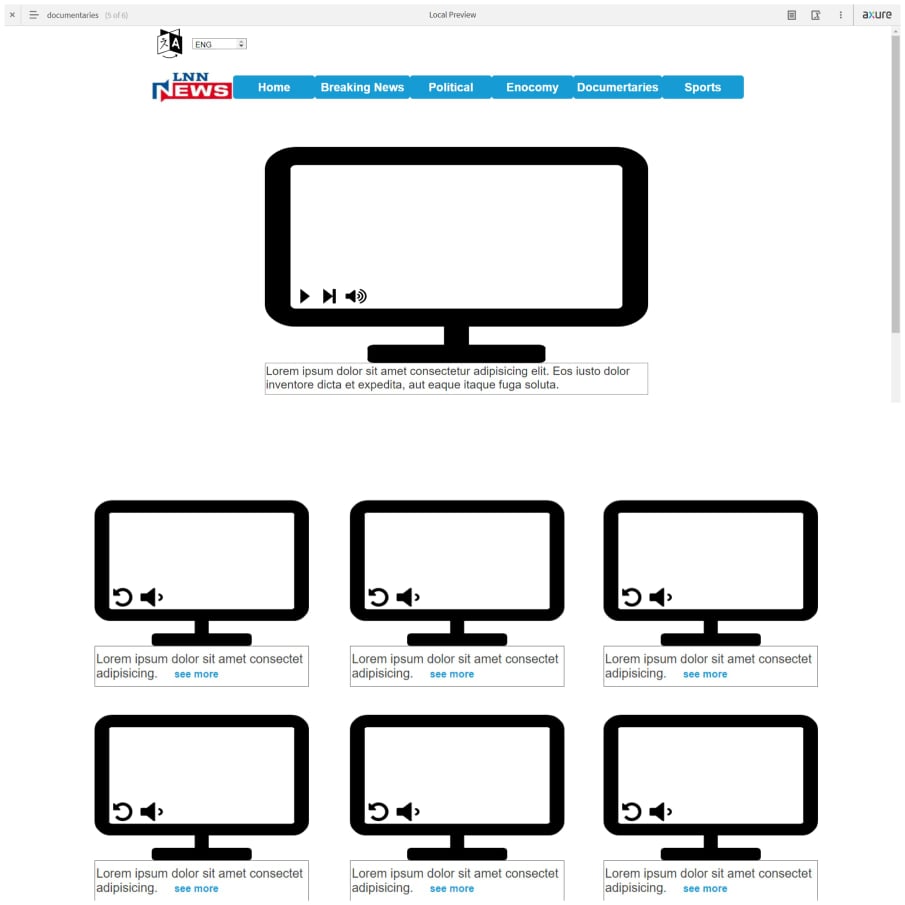 documentaries (5 of 6)
Local Preview
axure
ENG
LNN
NEWS
Home Breaking News Political Enocomy Documertaries Sports
Lorem ipsum dolor sit amet consectetur adipisicing elit. Eos iusto dolor
inventore dicta et expedita, aut eaque itaque fuga soluta.
Lorem ipsum dolor sit amet consectet
adipisicing. see more
Lorem ipsum dolor sit amet consectet
adipisicing. see more
Lorem ipsum dolor sit amet consectet
adipisicing. see more
Lorem ipsum dolor sit amet consectet
adipisicing. see more
Lorem ipsum dolor sit amet consectet
adipisicing. see more
Lorem ipsum dolor sit amet consectet
adipisicing. see more